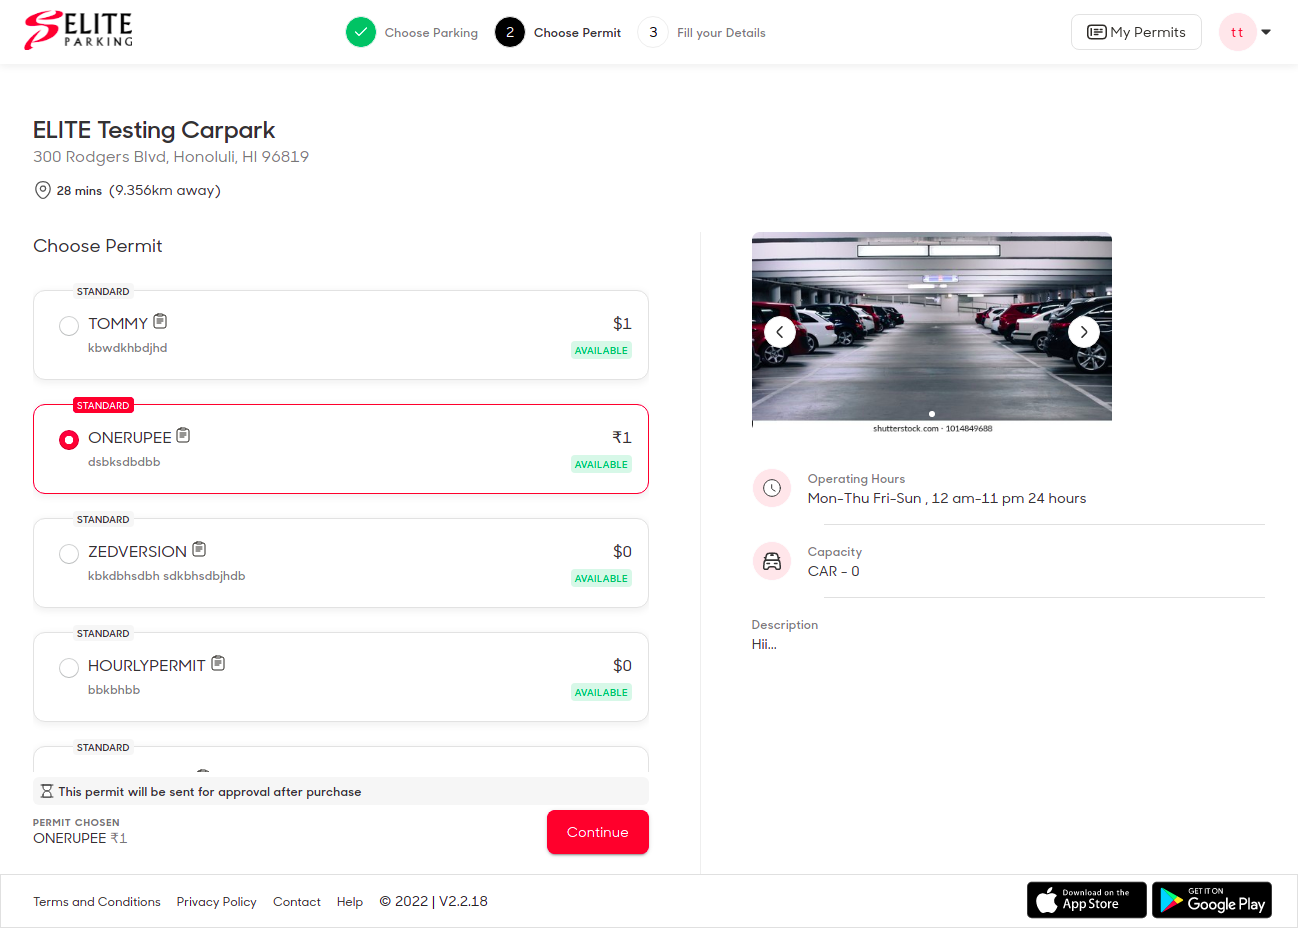 ELITE
PARKING
Choose Parking
2 Choose Permit
3 Fill your Details
My Permits
tt
ELITE Testing Carpark
300 Rodgers Blvd, Honoluli, HI 96819
28 mins (9.356km away)
Choose Permit
STANDARD
TOMMY $1
kbwdkhbdjhd AVAILABLE
STANDARD
ONERUPEE ₹1
dsbksdbdbb AVAILABLE
STANDARD
ZEDVERSION $0
kbkdbhsdbh sdkbhsdbjhdb AVAILABLE
STANDARD
HOURLYPERMIT $0
bbkbhbb AVAILABLE
STANDARD
This permit will be sent for approval after purchase
PERMIT CHOSEN
ONERUPEE ₹1
Continue
shutterstock.com · 1014849688
Operating Hours
Mon-Thu Fri-Sun , 12 am-11 pm 24 hours
Capacity
CAR - 0
Description
Hii...
Terms and Conditions Privacy Policy Contact Help © 2022 | V2.2.18
Download on the
App Store
GET IT ON
Google Play